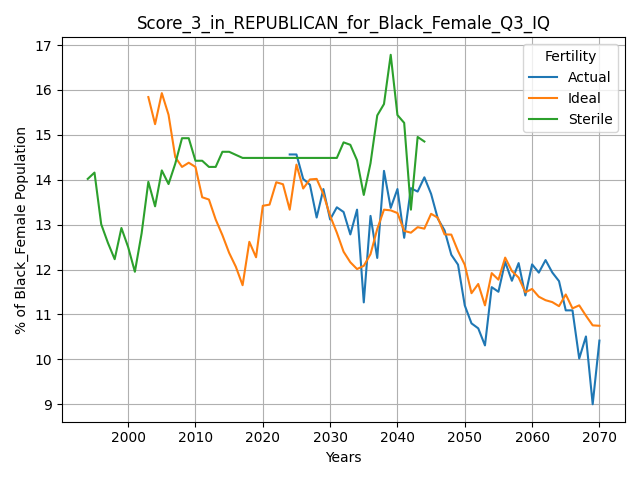 Score_3_in_REPUBLICAN_for_Black_Female_Q3_IQ
17
16
15
14
13
12
11
10
9
% of Black_Female Population
Fertility
Actual
Ideal
Sterile
2000 2010 2020 2030 2040 2050 2060 2070
Years